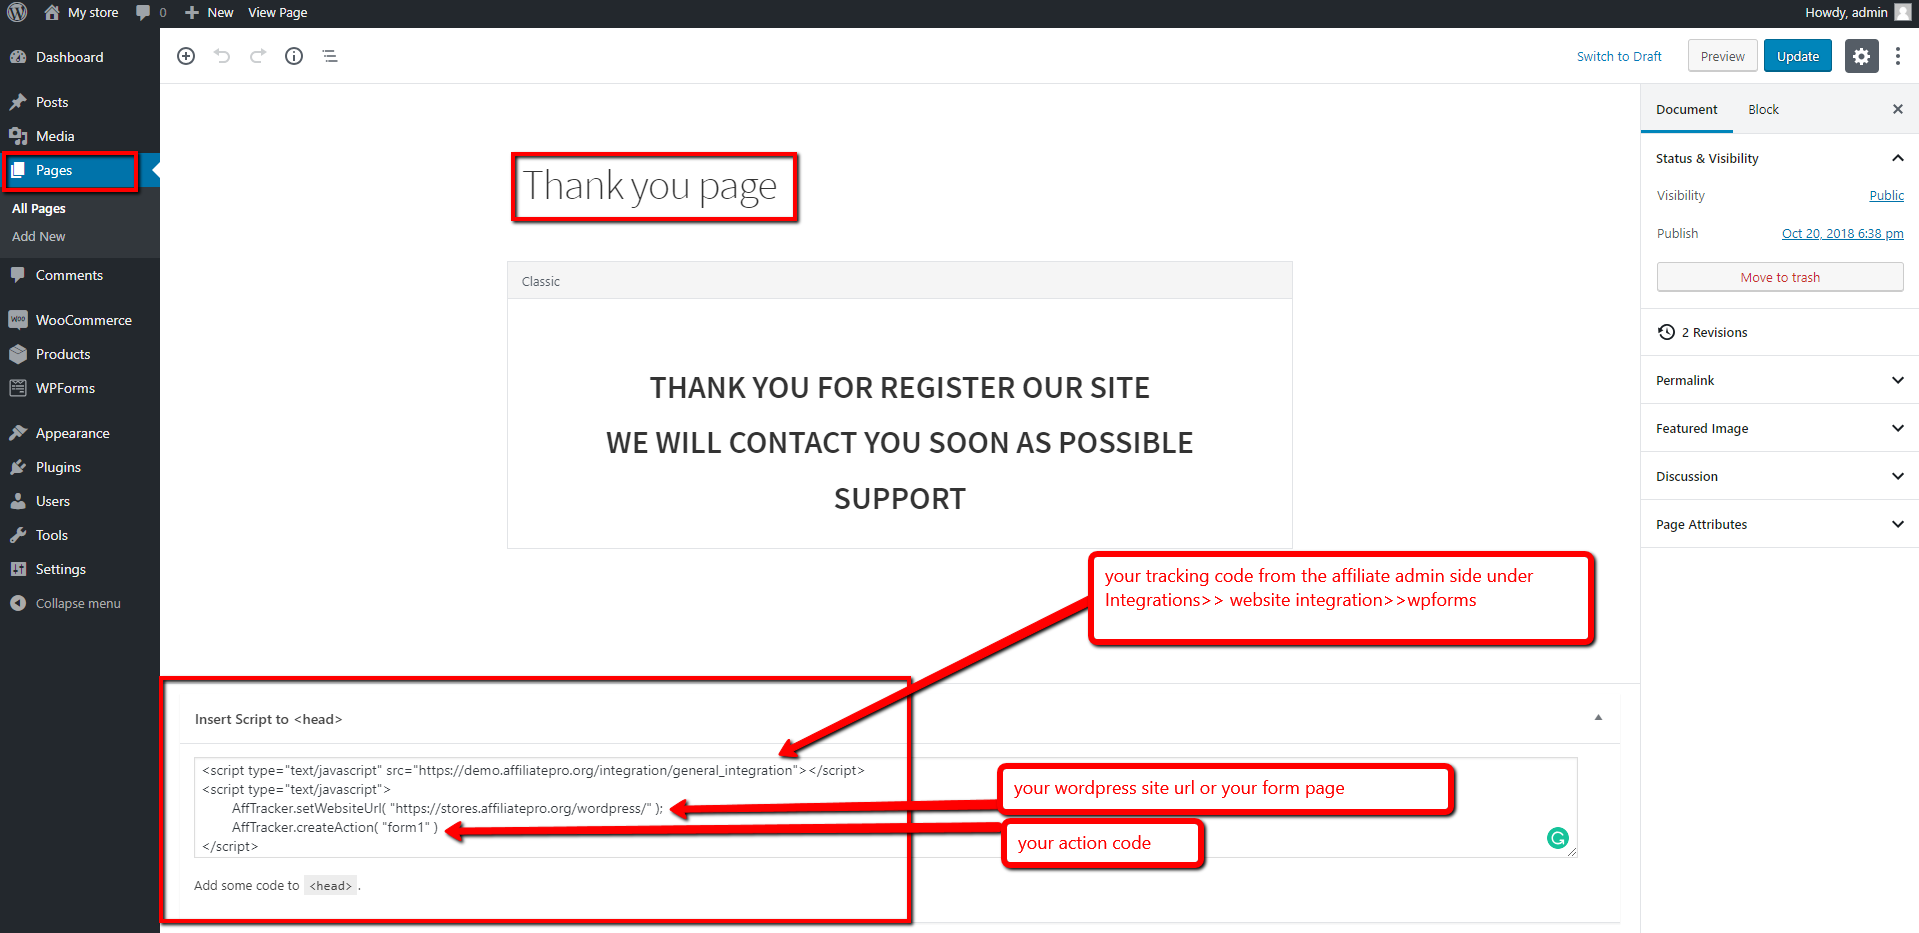 My store
0
New
View Page
Howdy, admin
Dashboard
Posts
Media
Pages
All Pages
Add New
Comments
WOO
WooCommerce
Products
WPForms
Appearance
Plugins
Users
Tools
Settings
Collapse menu
Switch to Draft
Preview
Update
Thank you page
Classic
THANK YOU FOR REGISTER OUR SITE
WE WILL CONTACT YOU SOON AS POSSIBLE
SUPPORT
your tracking code from the affiliate admin side under
Integrations>> website integration>>wpforms
Insert Script to <head>
<script type="text/javascript" src="https://demo.affiliatepro.org/integration/general_integration"></script>
<script type="text/javascript">
AffTracker.setWebsiteUrl( "https://stores.affiliatepro.org/wordpress/" );
AffTracker.createAction( "form1" )
</script>
your wordpress site url or your form page
your action code
Add some code to <head> .
Document
Block
Status & Visibility
Visibility
Public
Publish
Oct 20, 2018 6:38 pm
Move to trash
2 Revisions
Permalink
Featured Image
Discussion
Page Attributes